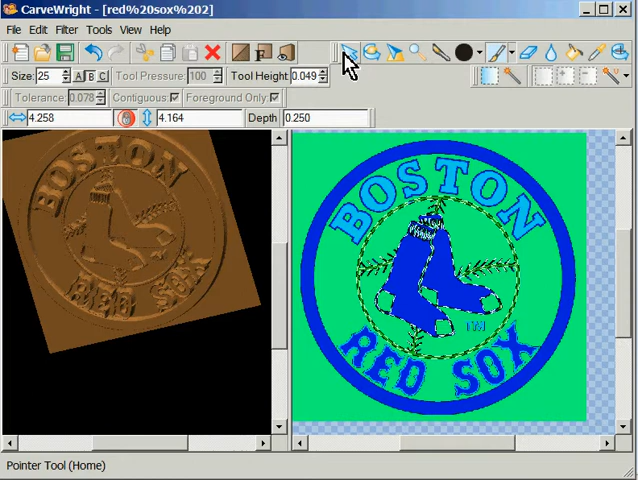 CarveWright - [red%20sox%202]
File Edit Filter Tools View Help
Size: 25 A B C Tool Pressure: 100 Tool Height: 0.049
Tolerance: 0.078 Contiguous: Foreground Only:
4.258 4.164 Depth 0.250
BOSTON
RED SOX
BOSTON
TM
RED SOX
Pointer Tool (Home)